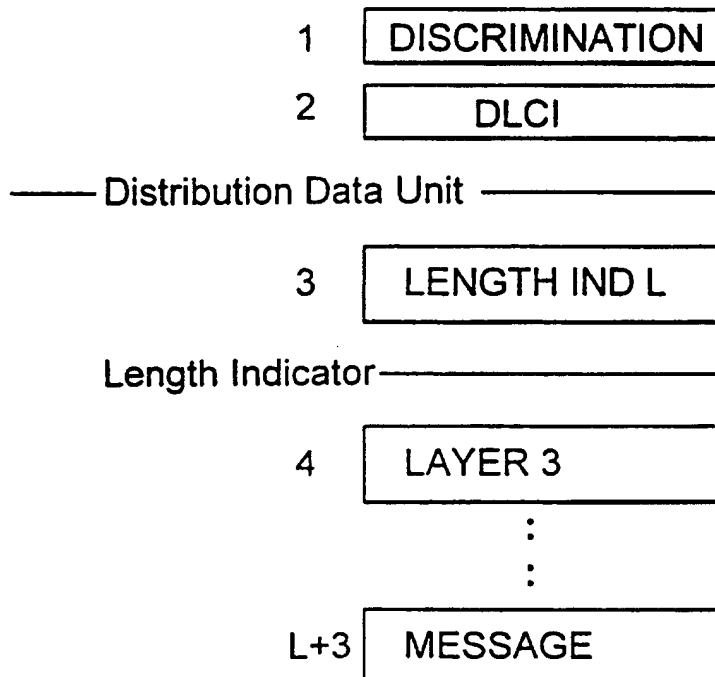 1 DISCRIMINATION
2 DLCI
Distribution Data Unit
3 LENGTH IND L
Length Indicator
4 LAYER 3
L+3 MESSAGE